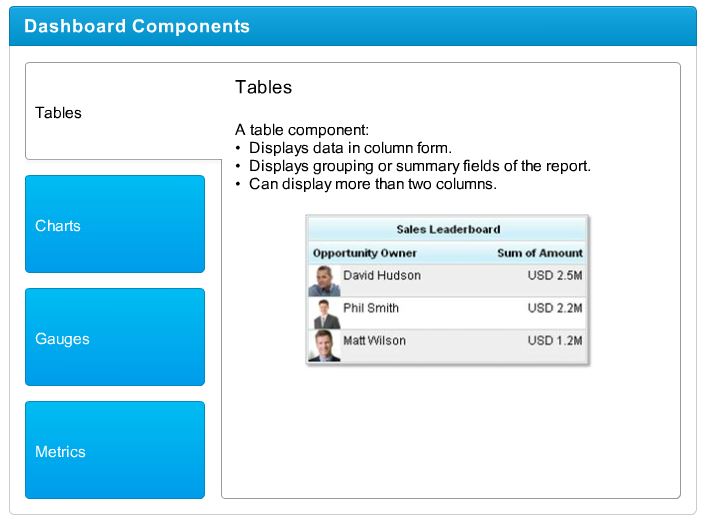 Dashboard Components
Tables
Charts
Gauges
Metrics
Tables
A table component:
• Displays data in column form.
• Displays grouping or summary fields of the report.
• Can display more than two columns.
Sales Leaderboard
Opportunity Owner Sum of Amount
David Hudson USD 2.5M
Phil Smith USD 2.2M
Matt Wilson USD 1.2M